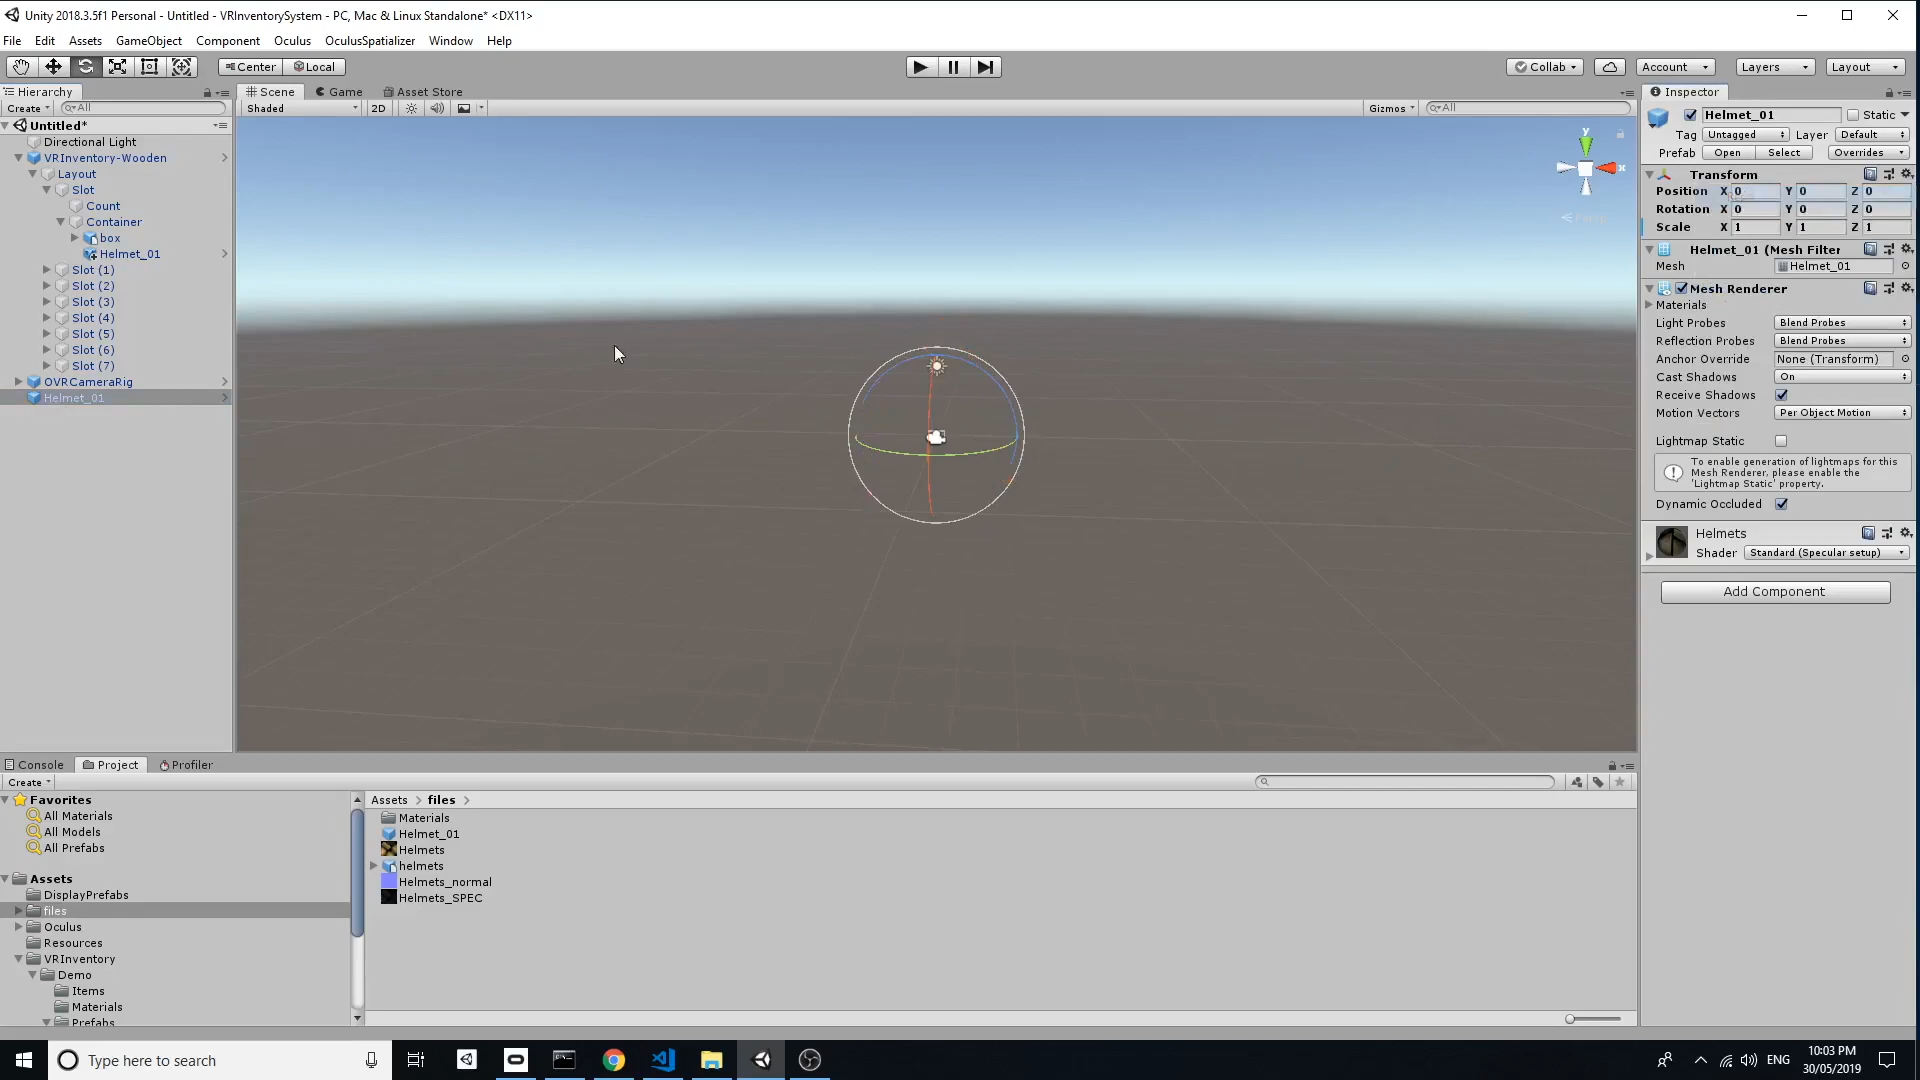 Unity 2018.3.5f1 Personal - Untitled - VRInventorySystem - PC, Mac & Linux Standalone* <DX11>
File Edit Assets GameObject Component Oculus OculusSpatializer Window Help
Center Local Collab Account Layers Layout
Hierarchy Scene Game Asset Store Inspector
Create All Shaded 2D Gizmos All
Untitled*
Directional Light
VRInventory-Wooden
Layout
Slot
Count
Container
box
Helmet_01
Slot (1)
Slot (2)
Slot (3)
Slot (4)
Slot (5)
Slot (6)
Slot (7)
OVRCameraRig
Helmet_01
y
x
Persp
Helmet_01 Static
Tag Untagged Layer Default
Prefab Open Select Overrides
Transform
Position X 0 Y 0 Z 0
Rotation X 0 Y 0 Z 0
Scale X 1 Y 1 Z 1
Helmet_01 (Mesh Filter
Mesh Helmet_01
Mesh Renderer
Materials
Light Probes Blend Probes
Reflection Probes Blend Probes
Anchor Override None (Transform)
Cast Shadows On
Receive Shadows
Motion Vectors Per Object Motion
Lightmap Static
To enable generation of lightmaps for this
Mesh Renderer, please enable the
'Lightmap Static' property.
Dynamic Occluded
Helmets
Shader Standard (Specular setup)
Add Component
Console Project Profiler
Create
Favorites
All Materials
All Models
All Prefabs
Assets
DisplayPrefabs
files
Oculus
Resources
VRInventory
Demo
Items
Materials
Prefabs
Assets > files >
Materials
Helmet_01
Helmets
helmets
Helmets_normal
Helmets_SPEC
Type here to search
ENG
10:03 PM
30/05/2019